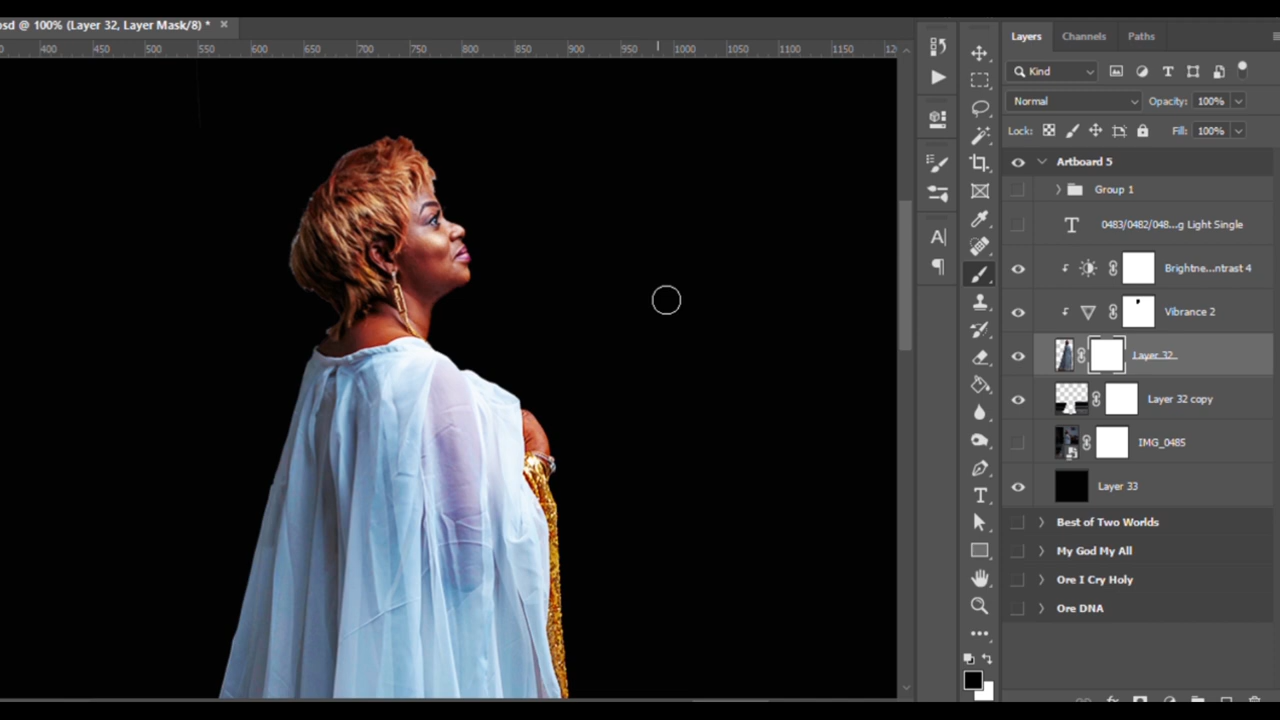 osd @ 100% (Layer 32, Layer Mask/8) * ×
400 450 500 550 600 650 700 750 800 850 900 950 1000 1050 1100 1150
Layers Channels Paths
Kind
Normal Opacity: 100%
Lock: Fill: 100%
Artboard 5
Group 1
T 0483/0482/048...g Light Single
Brightne...ntrast 4
Vibrance 2
Layer 32
Layer 32 copy
IMG_0485
Layer 33
Best of Two Worlds
My God My All
Ore I Cry Holy
Ore DNA